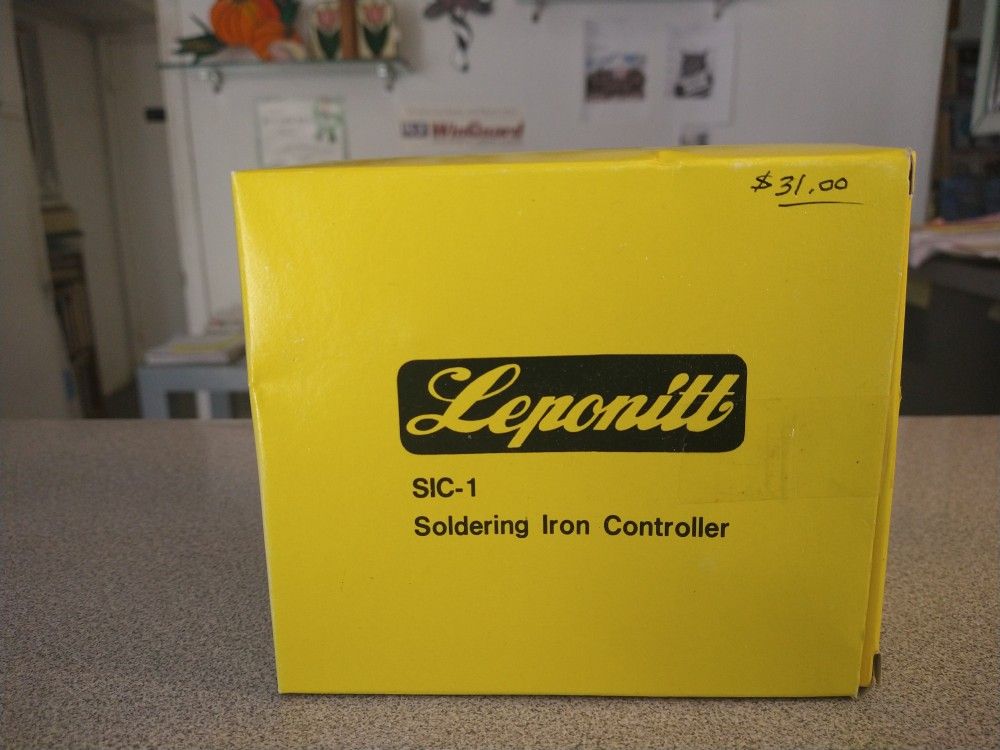 WinGuard
$31.00
Leponitt
SIC-1
Soldering Iron Controller